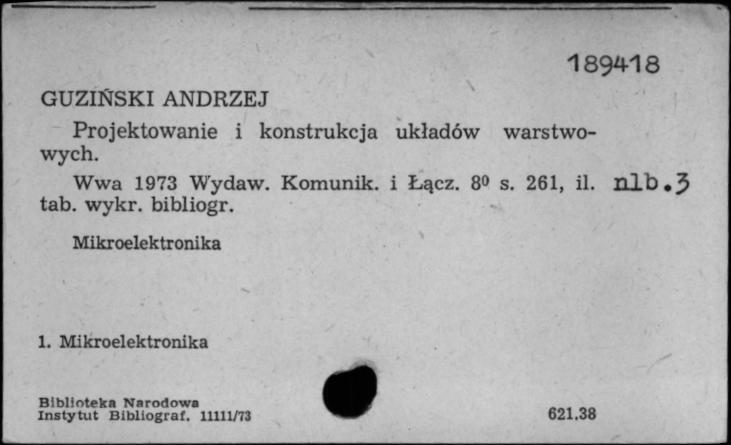 189418
GUZIŃSKI ANDRZEJ
Projektowanie i konstrukcja układów warstwo-
wych.
Wwa 1973 Wydaw. Komunik. i Łącz. 8⁰ s. 261, il. nlb.3
tab. wykr. bibliogr.
Mikroelektronika
1. Mikroelektronika
Biblioteka Narodowa
Instytut Bibliograf. 11111/73 621.38